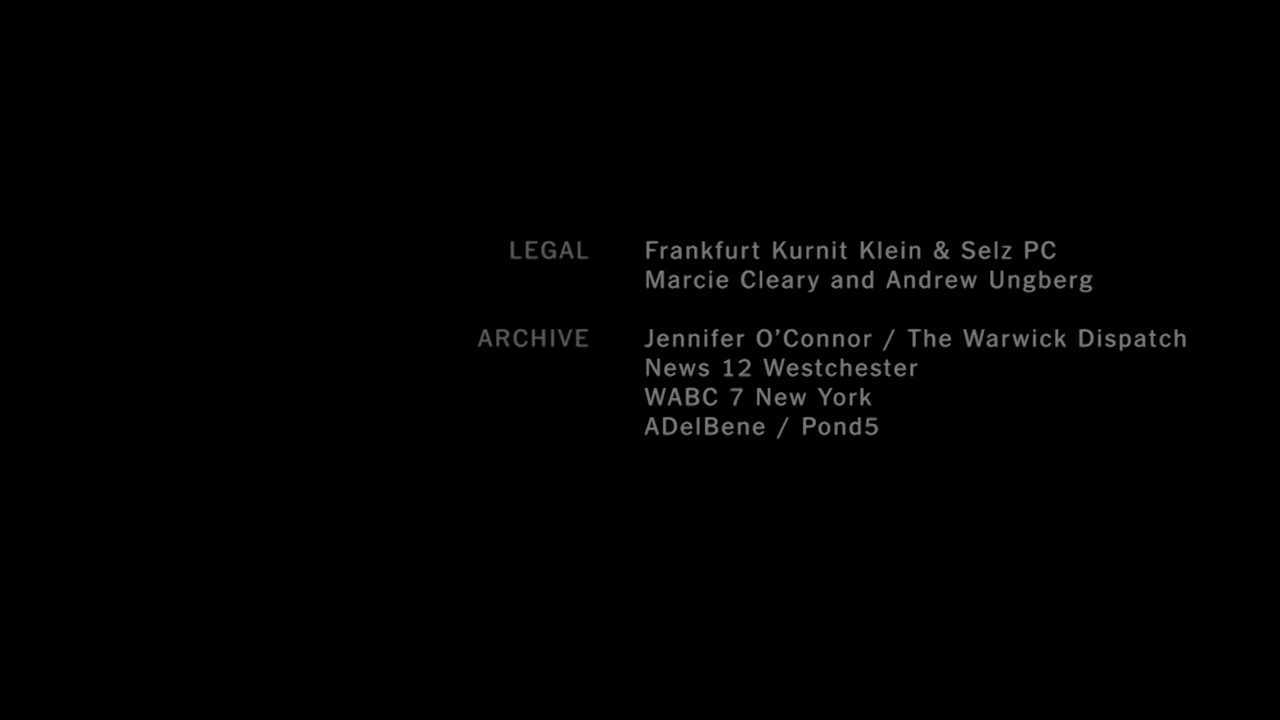 LEGAL Frankfurt Kurnit Klein & Selz PC
Marcie Cleary and Andrew Ungberg
ARCHIVE Jennifer O’Connor / The Warwick Dispatch
News 12 Westchester
WABC 7 New York
ADelBene / Pond5